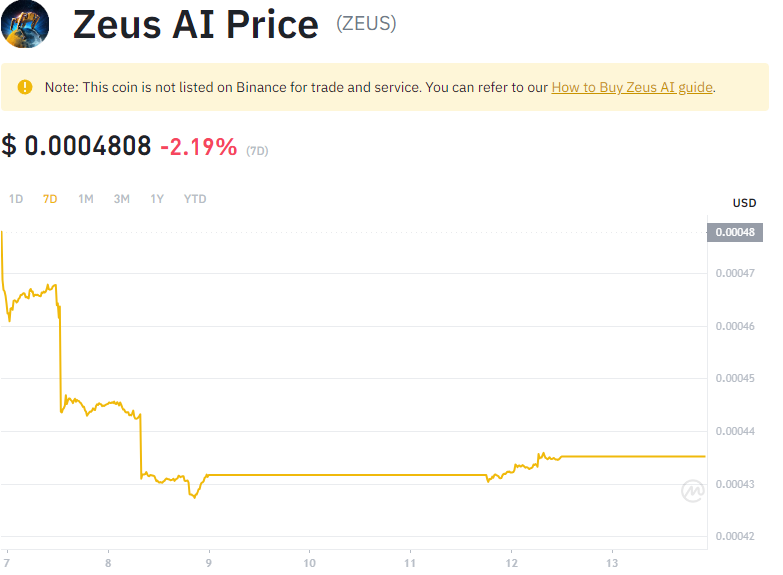 Zeus AI Price (ZEUS)
Note: This coin is not listed on Binance for trade and service. You can refer to our How to Buy Zeus AI guide.
$ 0.0004808 -2.19% (7D)
1D 7D 1M 3M 1Y YTD
USD
0.00048
0.00047
0.00046
0.00045
0.00044
0.00043
0.00042
7 8 9 10 11 12 13